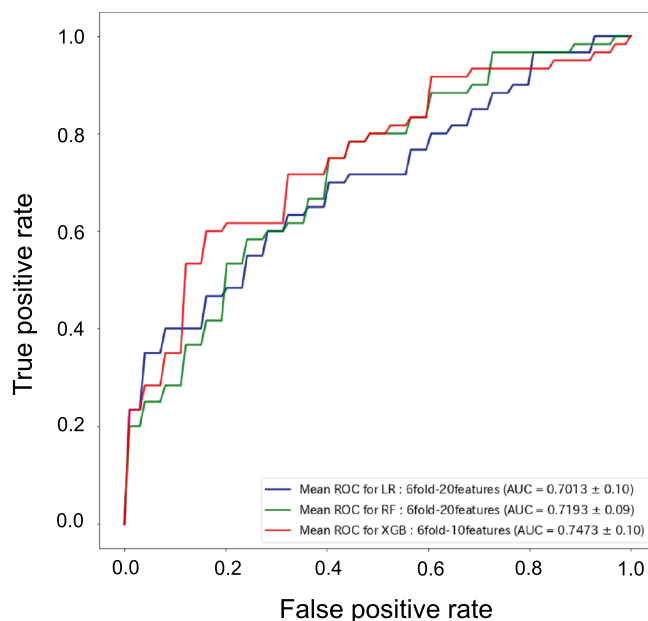 True positive rate
1.0
0.8
0.6
0.4
0.2
0.0
Mean ROC for LR : 6fold-20features (AUC = 0.7013 ± 0.10)
Mean ROC for RF : 6fold-20features (AUC = 0.7193 ± 0.09)
Mean ROC for XGB : 6fold-10features (AUC = 0.7473 ± 0.10)
0.0 0.2 0.4 0.6 0.8 1.0
False positive rate